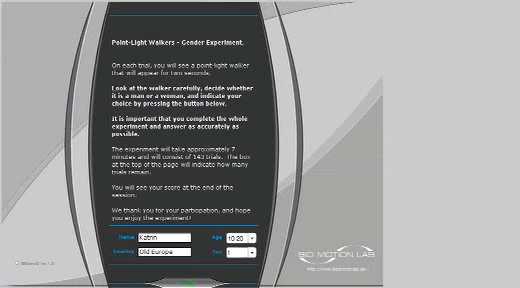 Point-Light Walkers - Gender Experiment.
On each trial, you will see a point-light walker
that will appear for two seconds.
Look at the walker carefully, decide whether
it is a man or a woman, and indicate your
choice by pressing the button below.
It is important that you complete the whole
experiment and answer as accurately as
possible.
The experiment will take approximately 7
minutes and will consist of 143 trials. The box
at the top of the page will indicate how many
trials remain.
You will see your score at the end of the
session.
We thank you for your participation, and hope
you enjoy the experiment!
Name Katrin Age 10-20
Country Old Europe Sex f
BIO MOTION LAB